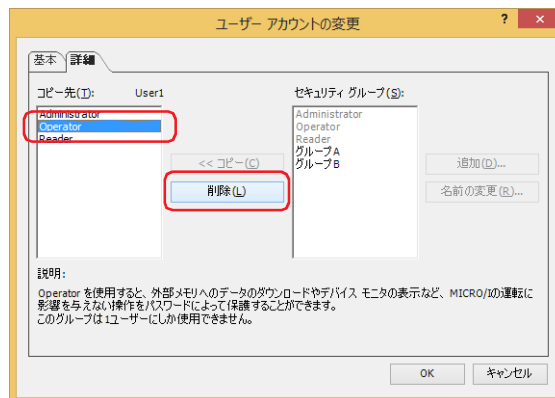 ユーザー アカウントの変更
? ×
基本 詳細
コピー先(T): User1
セキュリティ グループ(S):
Administrator
Operator
Reader
Administrator
Operator
Reader
グループA
グループB
<< コピー(C)
削除(L)
追加(D)...
名前の変更(R)...
説明:
Operator を使用すると、外部メモリへのデータのダウンロードやデバイス モニタの表示など、MICRO/Iの運転に
影響を与えない操作をパスワードによって保護することができます。
このグループは1ユーザーにしか使用できません。
OK キャンセル